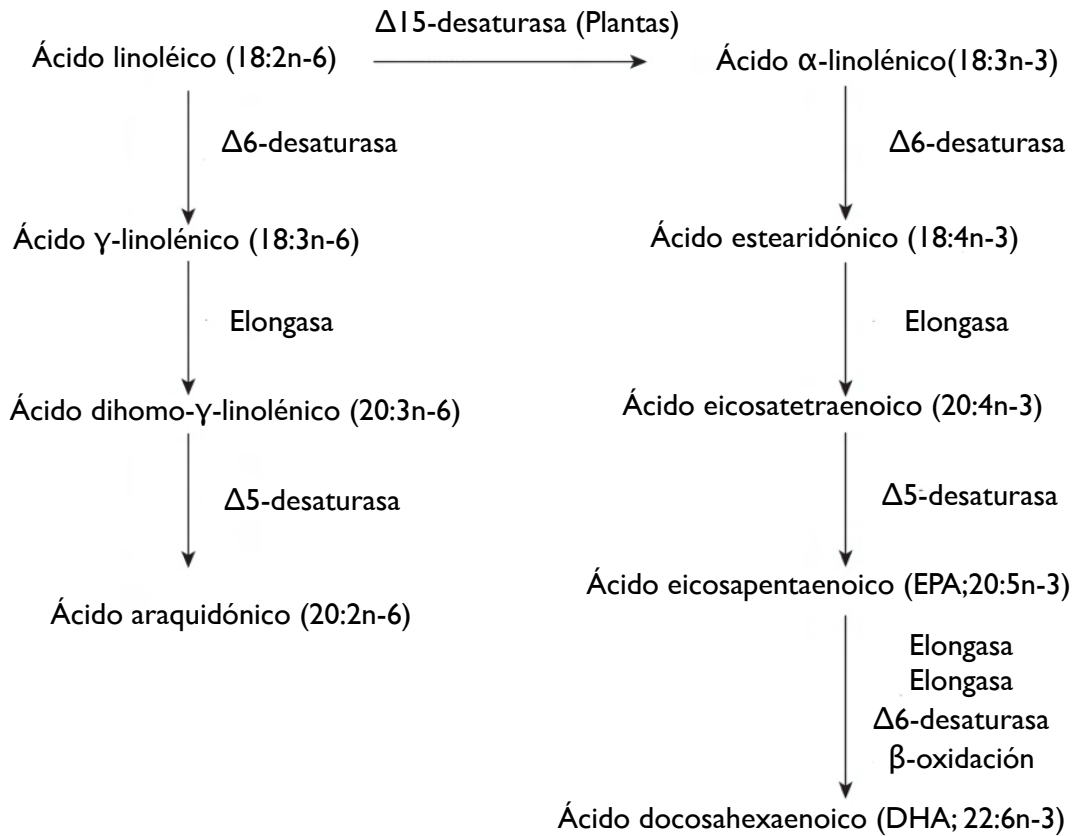 Δ15-desaturasa (Plantas)
Ácido linoléico (18:2n-6)
Ácido α-linolénico(18:3n-3)
Δ6-desaturasa
Δ6-desaturasa
Ácido γ-linolénico (18:3n-6)
Ácido estearidónico (18:4n-3)
Elongasa
Elongasa
Ácido dihomo-γ-linolénico (20:3n-6)
Ácido eicosatetraenoico (20:4n-3)
Δ5-desaturasa
Δ5-desaturasa
Ácido araquidónico (20:2n-6)
Ácido eicosapentaenoico (EPA;20:5n-3)
Elongasa
Elongasa
Δ6-desaturasa
β-oxidación
Ácido docosahexaenoico (DHA; 22:6n-3)